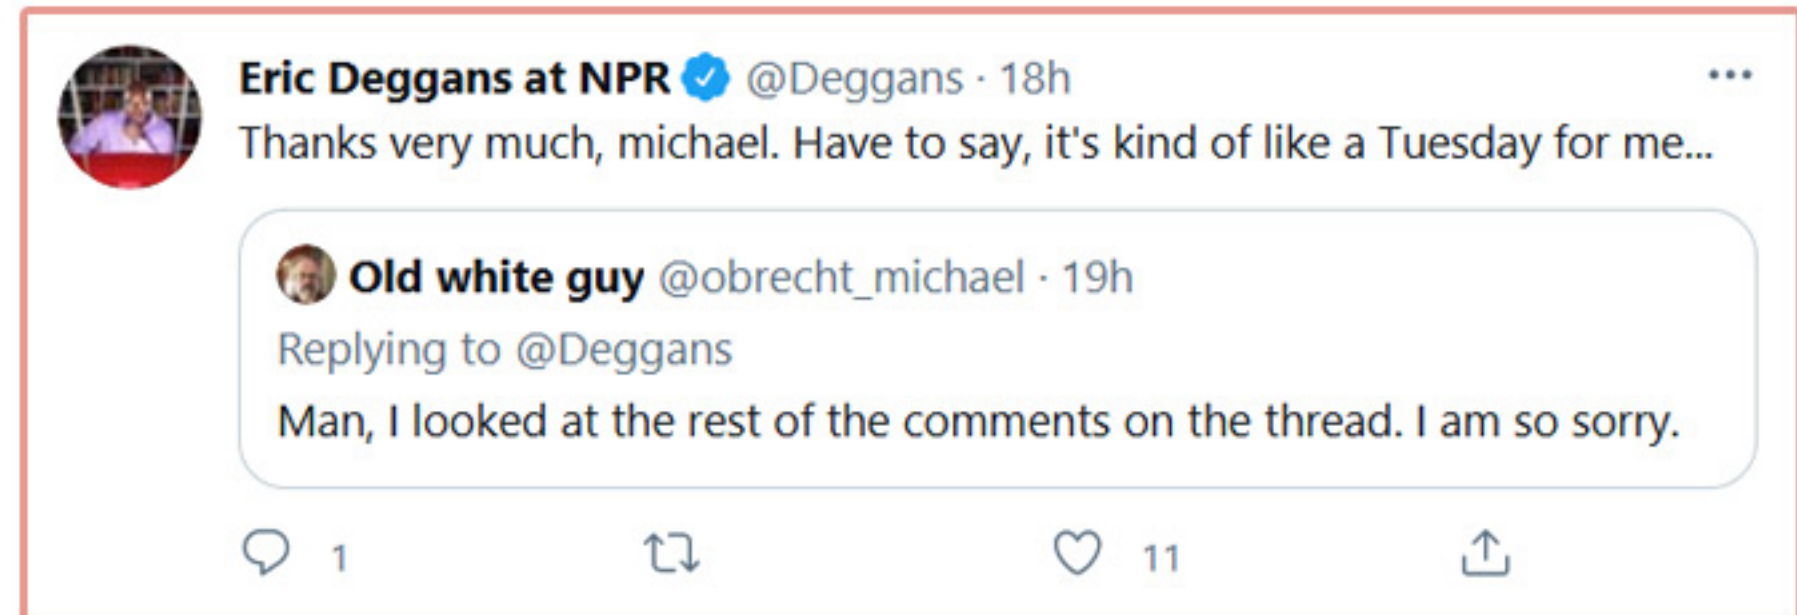 Eric Deggans at NPR @Deggans · 18h
Thanks very much, michael. Have to say, it's kind of like a Tuesday for me...
Old white guy @obrecht_michael · 19h
Replying to @Deggans
Man, I looked at the rest of the comments on the thread. I am so sorry.
1 11